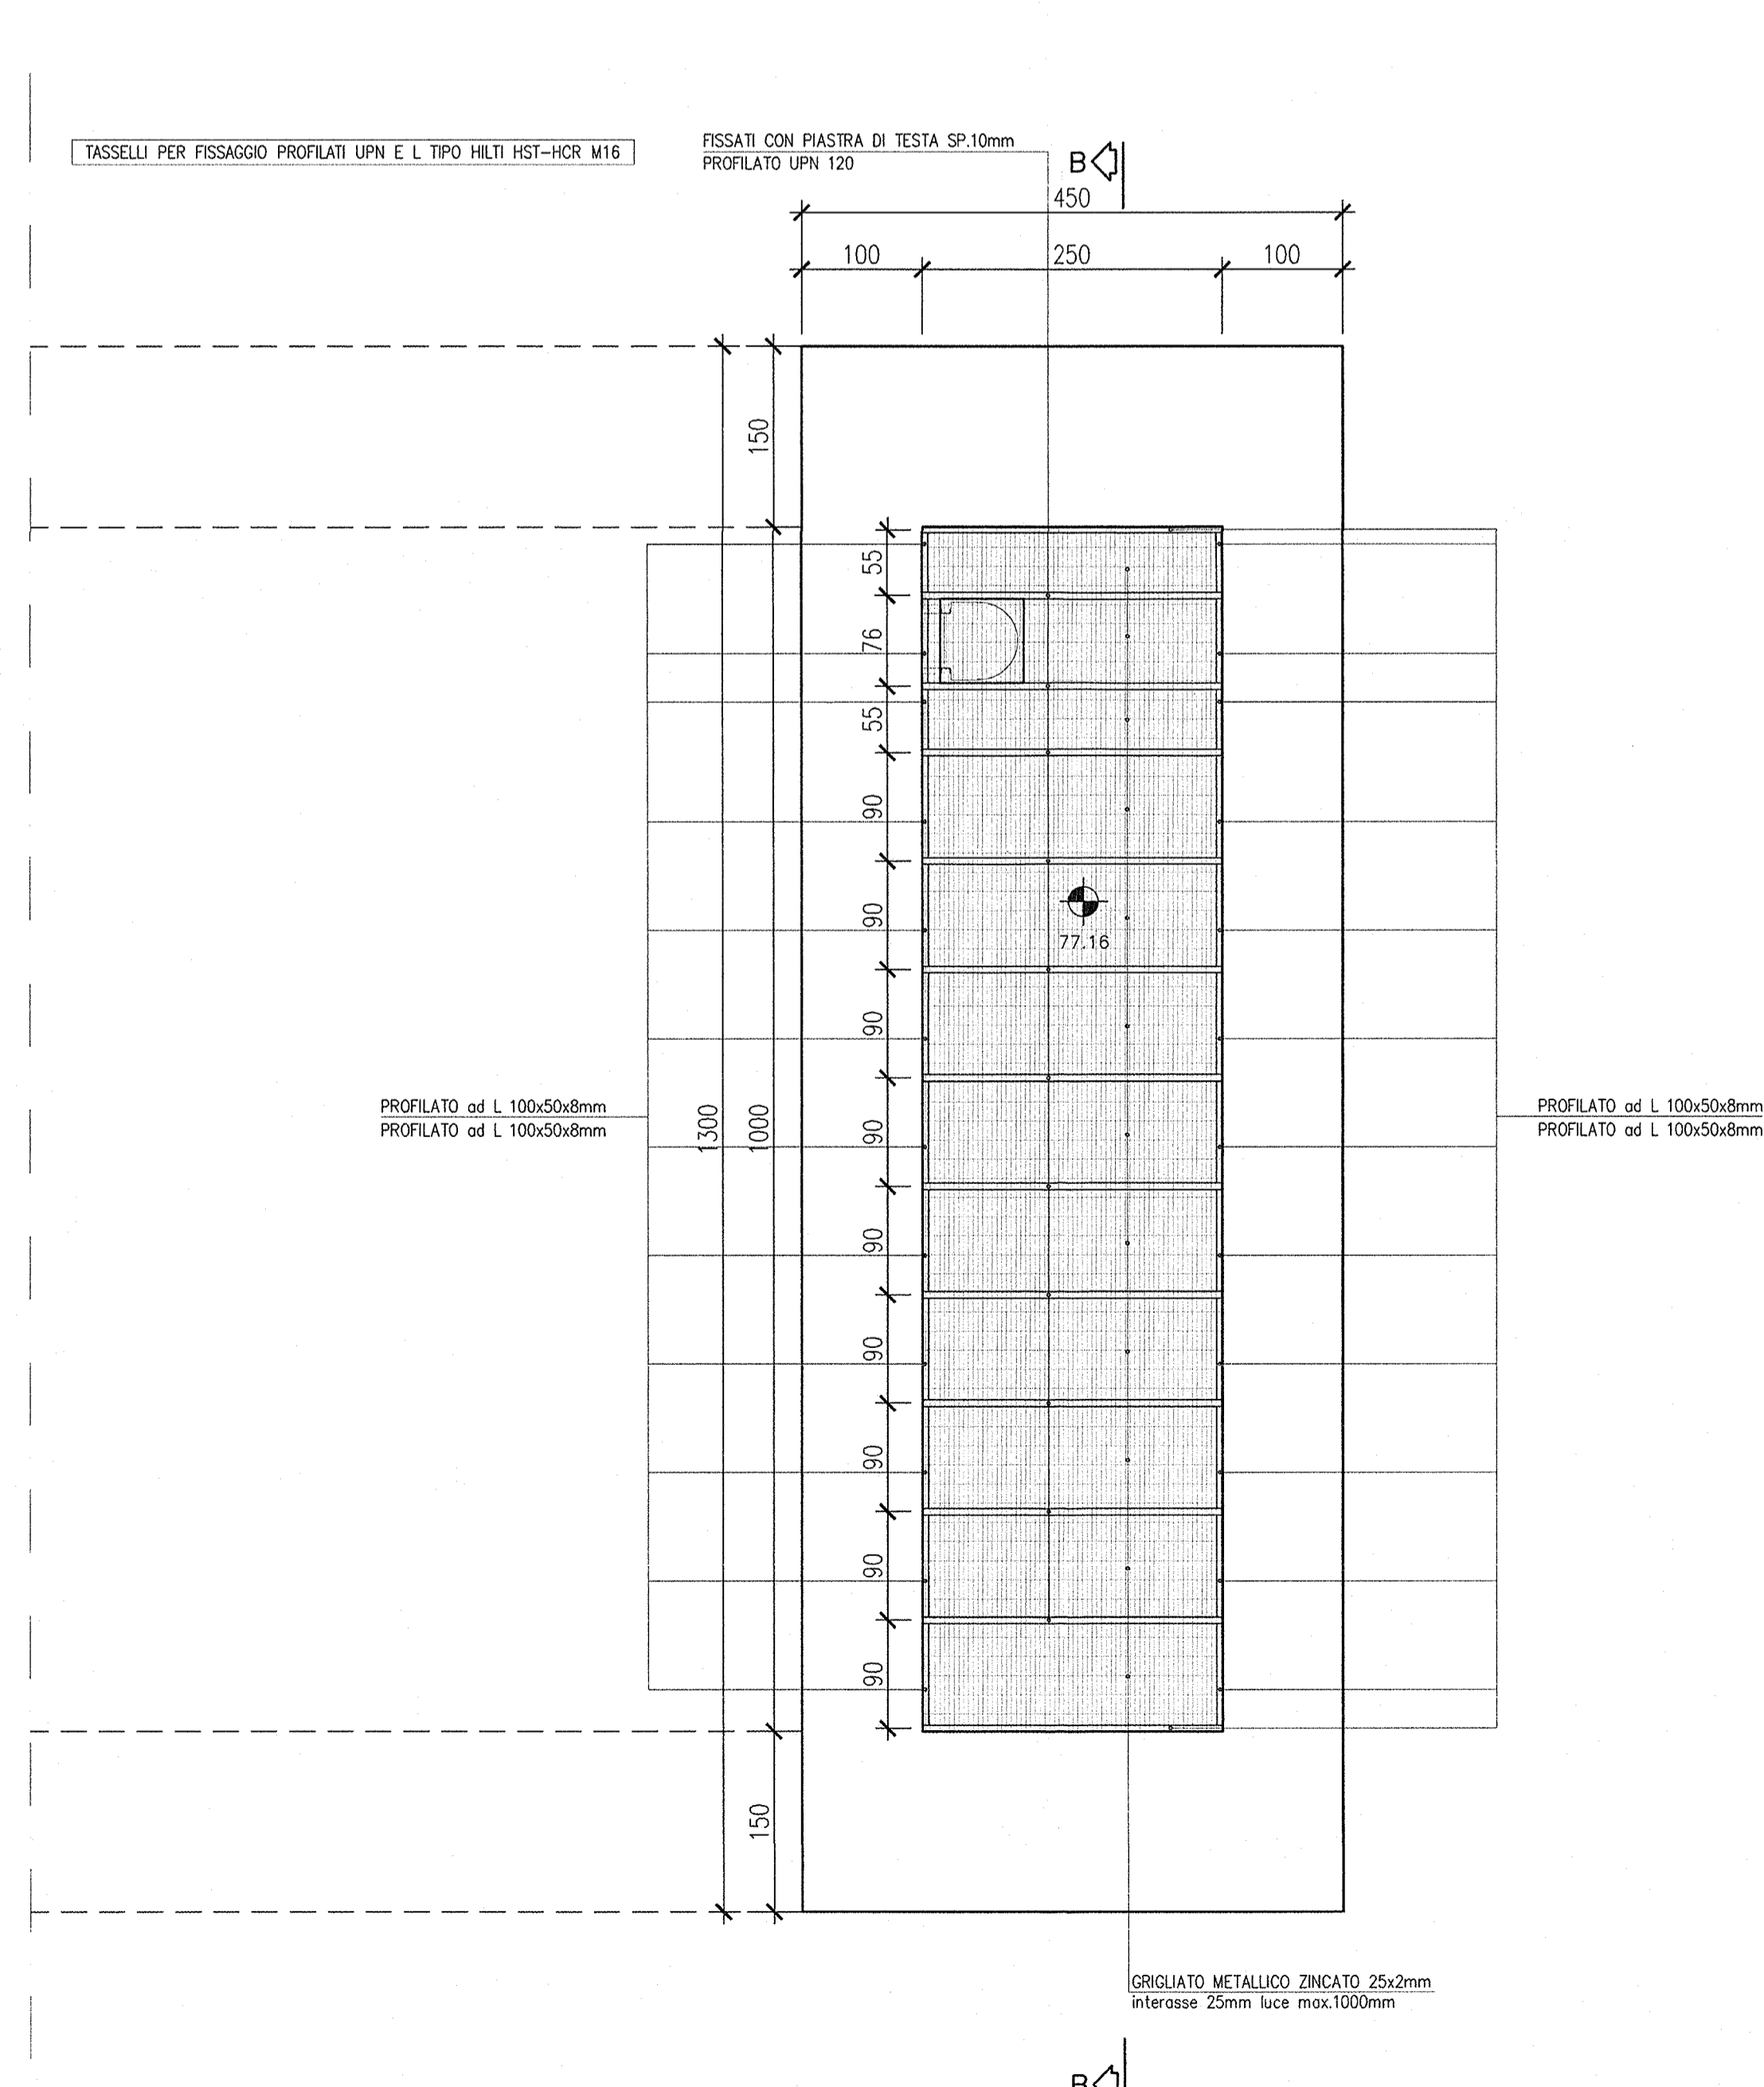 TASSELLI PER FISSAGGIO PROFILATI UPN E L TIPO HILTI HST-HCR M16
FISSATI CON PIASTRA DI TESTA SP.10mm
PROFILATO UPN 120
B
450
100
250
100
150
55
76
55
90
90
77.16
90
PROFILATO ad L 100x50x8mm
PROFILATO ad L 100x50x8mm
1300
1000
90
PROFILATO ad L 100x50x8mm
PROFILATO ad L 100x50x8mm
90
90
90
90
90
150
GRIGLIATO METALLICO ZINCATO 25x2mm
interasse 25mm luce max.1000mm
B